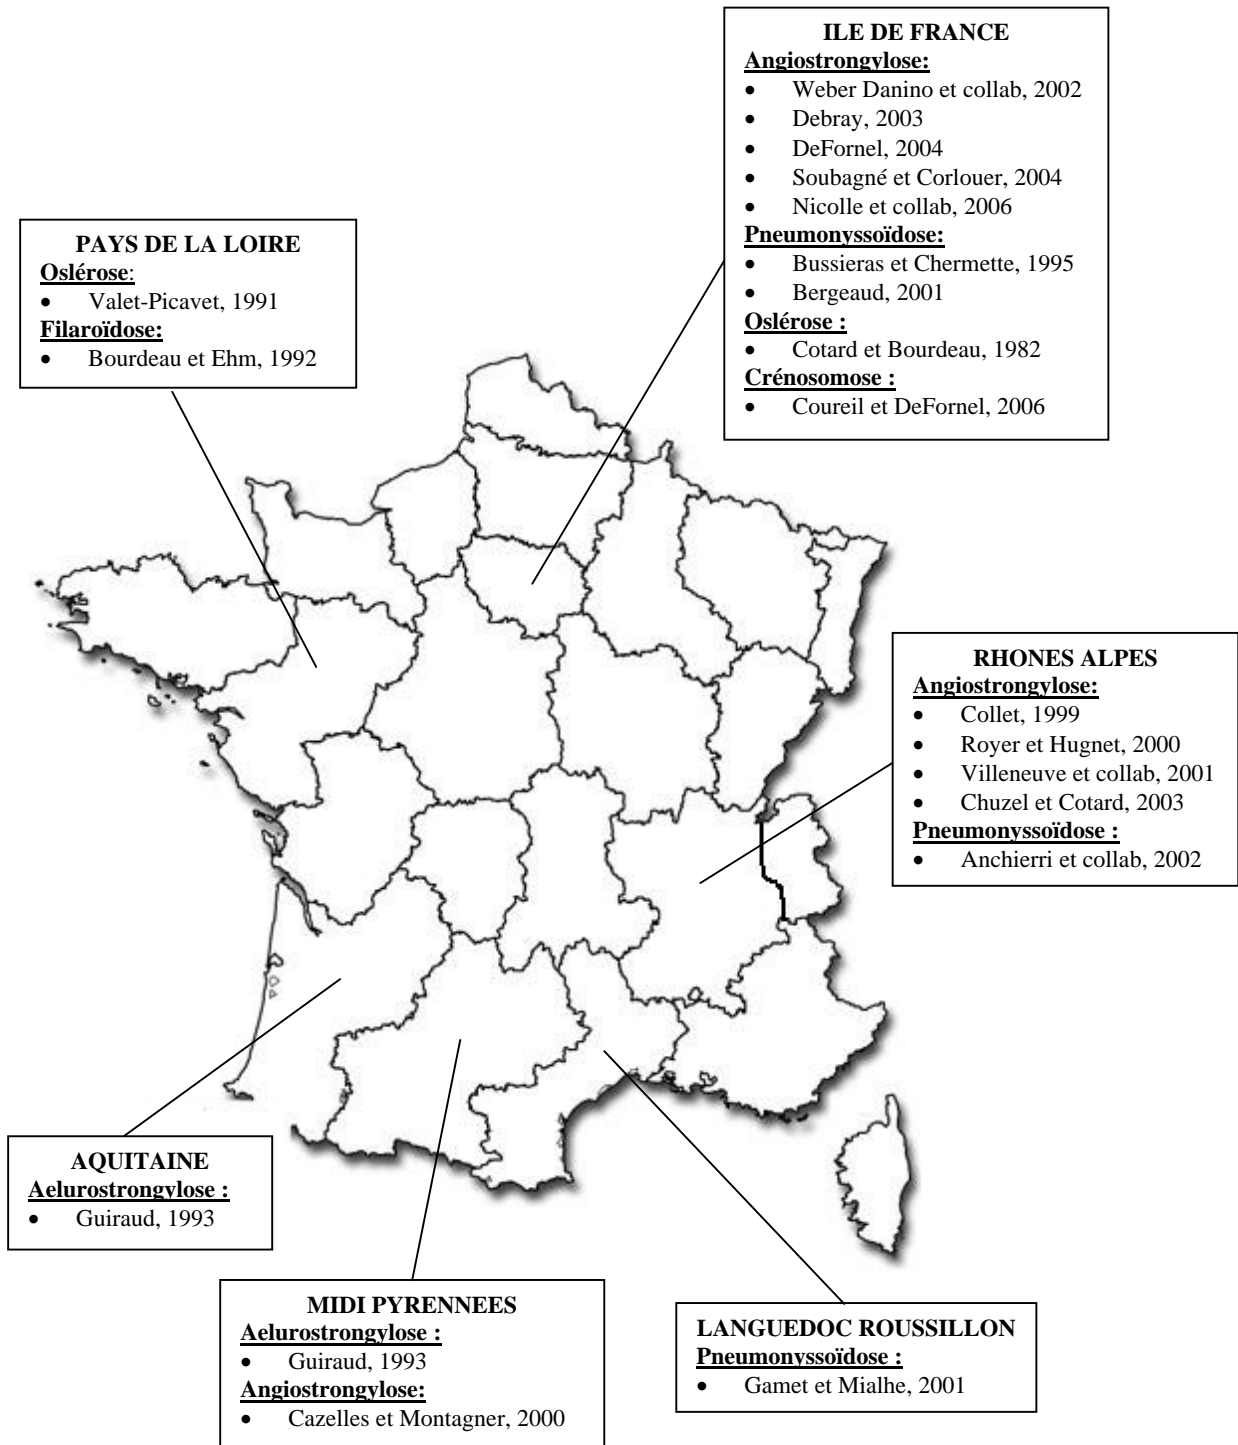 ILE DE FRANCE
Angiostrongylose:
• Weber Danino et collab, 2002
• Debray, 2003
• DeFornel, 2004
• Soubagné et Corlouer, 2004
• Nicolle et collab, 2006
Pneumonyssoïdose:
• Bussieras et Chermette, 1995
• Bergeaud, 2001
Oslérose :
• Cotard et Bourdeau, 1982
Crénosomose :
• Coureil et DeFornel, 2006
PAYS DE LA LOIRE
Oslérose:
• Valet-Picavet, 1991
Filaroïdose:
• Bourdeau et Ehm, 1992
RHONES ALPES
Angiostrongylose:
• Collet, 1999
• Royer et Hugnet, 2000
• Villeneuve et collab, 2001
• Chuzel et Cotard, 2003
Pneumonyssoïdose :
• Anchierri et collab, 2002
AQUITAINE
Aelurostrongylose :
• Guiraud, 1993
MIDI PYRENNEES
Aelurostrongylose :
• Guiraud, 1993
Angiostrongylose:
• Cazelles et Montagner, 2000
LANGUEDOC ROUSSILLON
Pneumonyssoïdose :
• Gamet et Mialhe, 2001